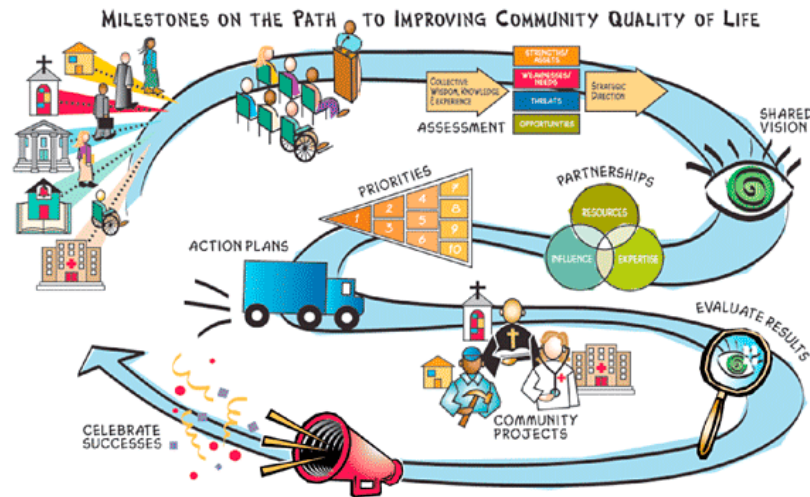 MILESTONES ON THE PATH TO IMPROVING COMMUNITY QUALITY OF LIFE
COLLECTIVE
WISDOM, KNOWLEDGE
& EXPERIENCE
ASSESSMENT
STRENGTHS/
ASSETS
WEAKNESSES/
NEEDS
THREATS
OPPORTUNITIES
STRATEGIC
DIRECTION
SHARED
VISION
PARTNERSHIPS
RESOURCES
INFLUENCE
EXPERTISE
PRIORITIES
1
2
3
4
5
6
7
8
9
10
ACTION PLANS
COMMUNITY
PROJECTS
EVALUATE RESULTS
CELEBRATE
SUCCESSES